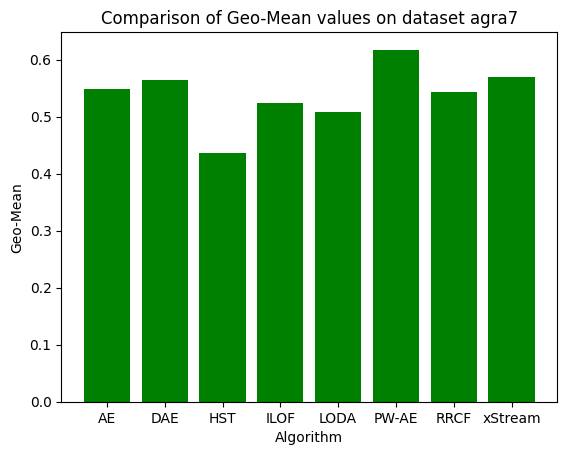 Comparison of Geo-Mean values on dataset agra7
0.6
0.5
0.4
0.3
0.2
0.1
0.0
Geo-Mean
AE DAE HST ILOF LODA PW-AE RRCF xStream
Algorithm